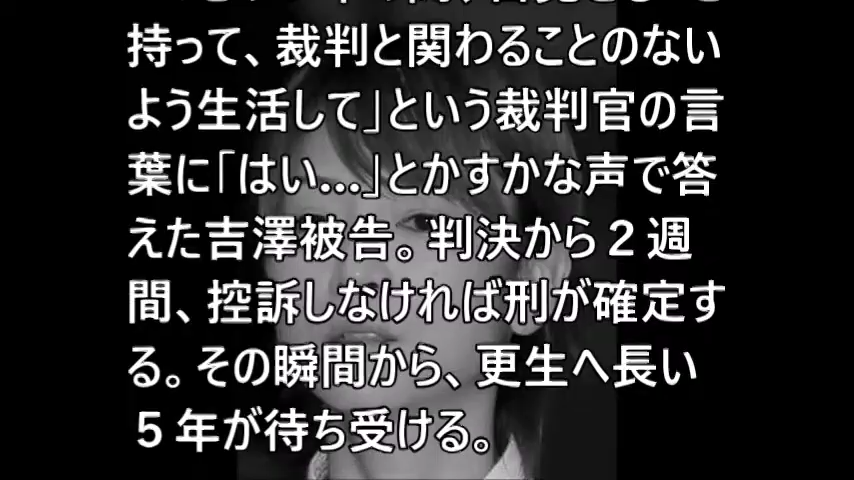 持って、裁判と関わることのない
よう生活して」という裁判官の言
葉に「はい…」とかすかな声で答
えた吉澤被告。判決から２週
間、控訴しなければ刑が確定す
る。その瞬間から、更生へ長い
５年が待ち受ける。